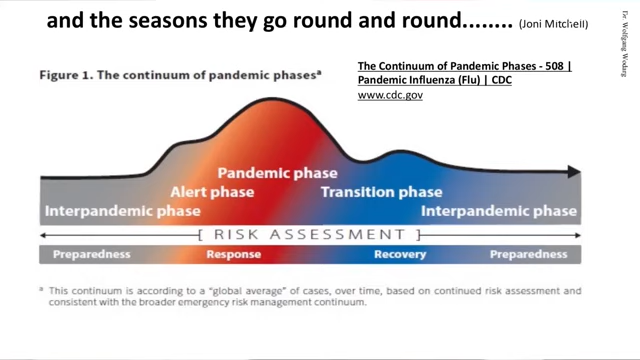 and the seasons they go round and round........ (Joni Mitchell)
Dr. Wolfgang Wodarg
Figure 1. The continuum of pandemic phasesª
The Continuum of Pandemic Phases - 508 |
Pandemic Influenza (Flu) | CDC
www.cdc.gov
Pandemic phase
Alert phase
Transition phase
Interpandemic phase
Interpandemic phase
[ RISK ASSESSMENT ]
Preparedness
Response
Recovery
Preparedness
ª This continuum is according to a "global average" of cases, over time, based on continued risk assessment and
consistent with the broader emergency risk management continuum.